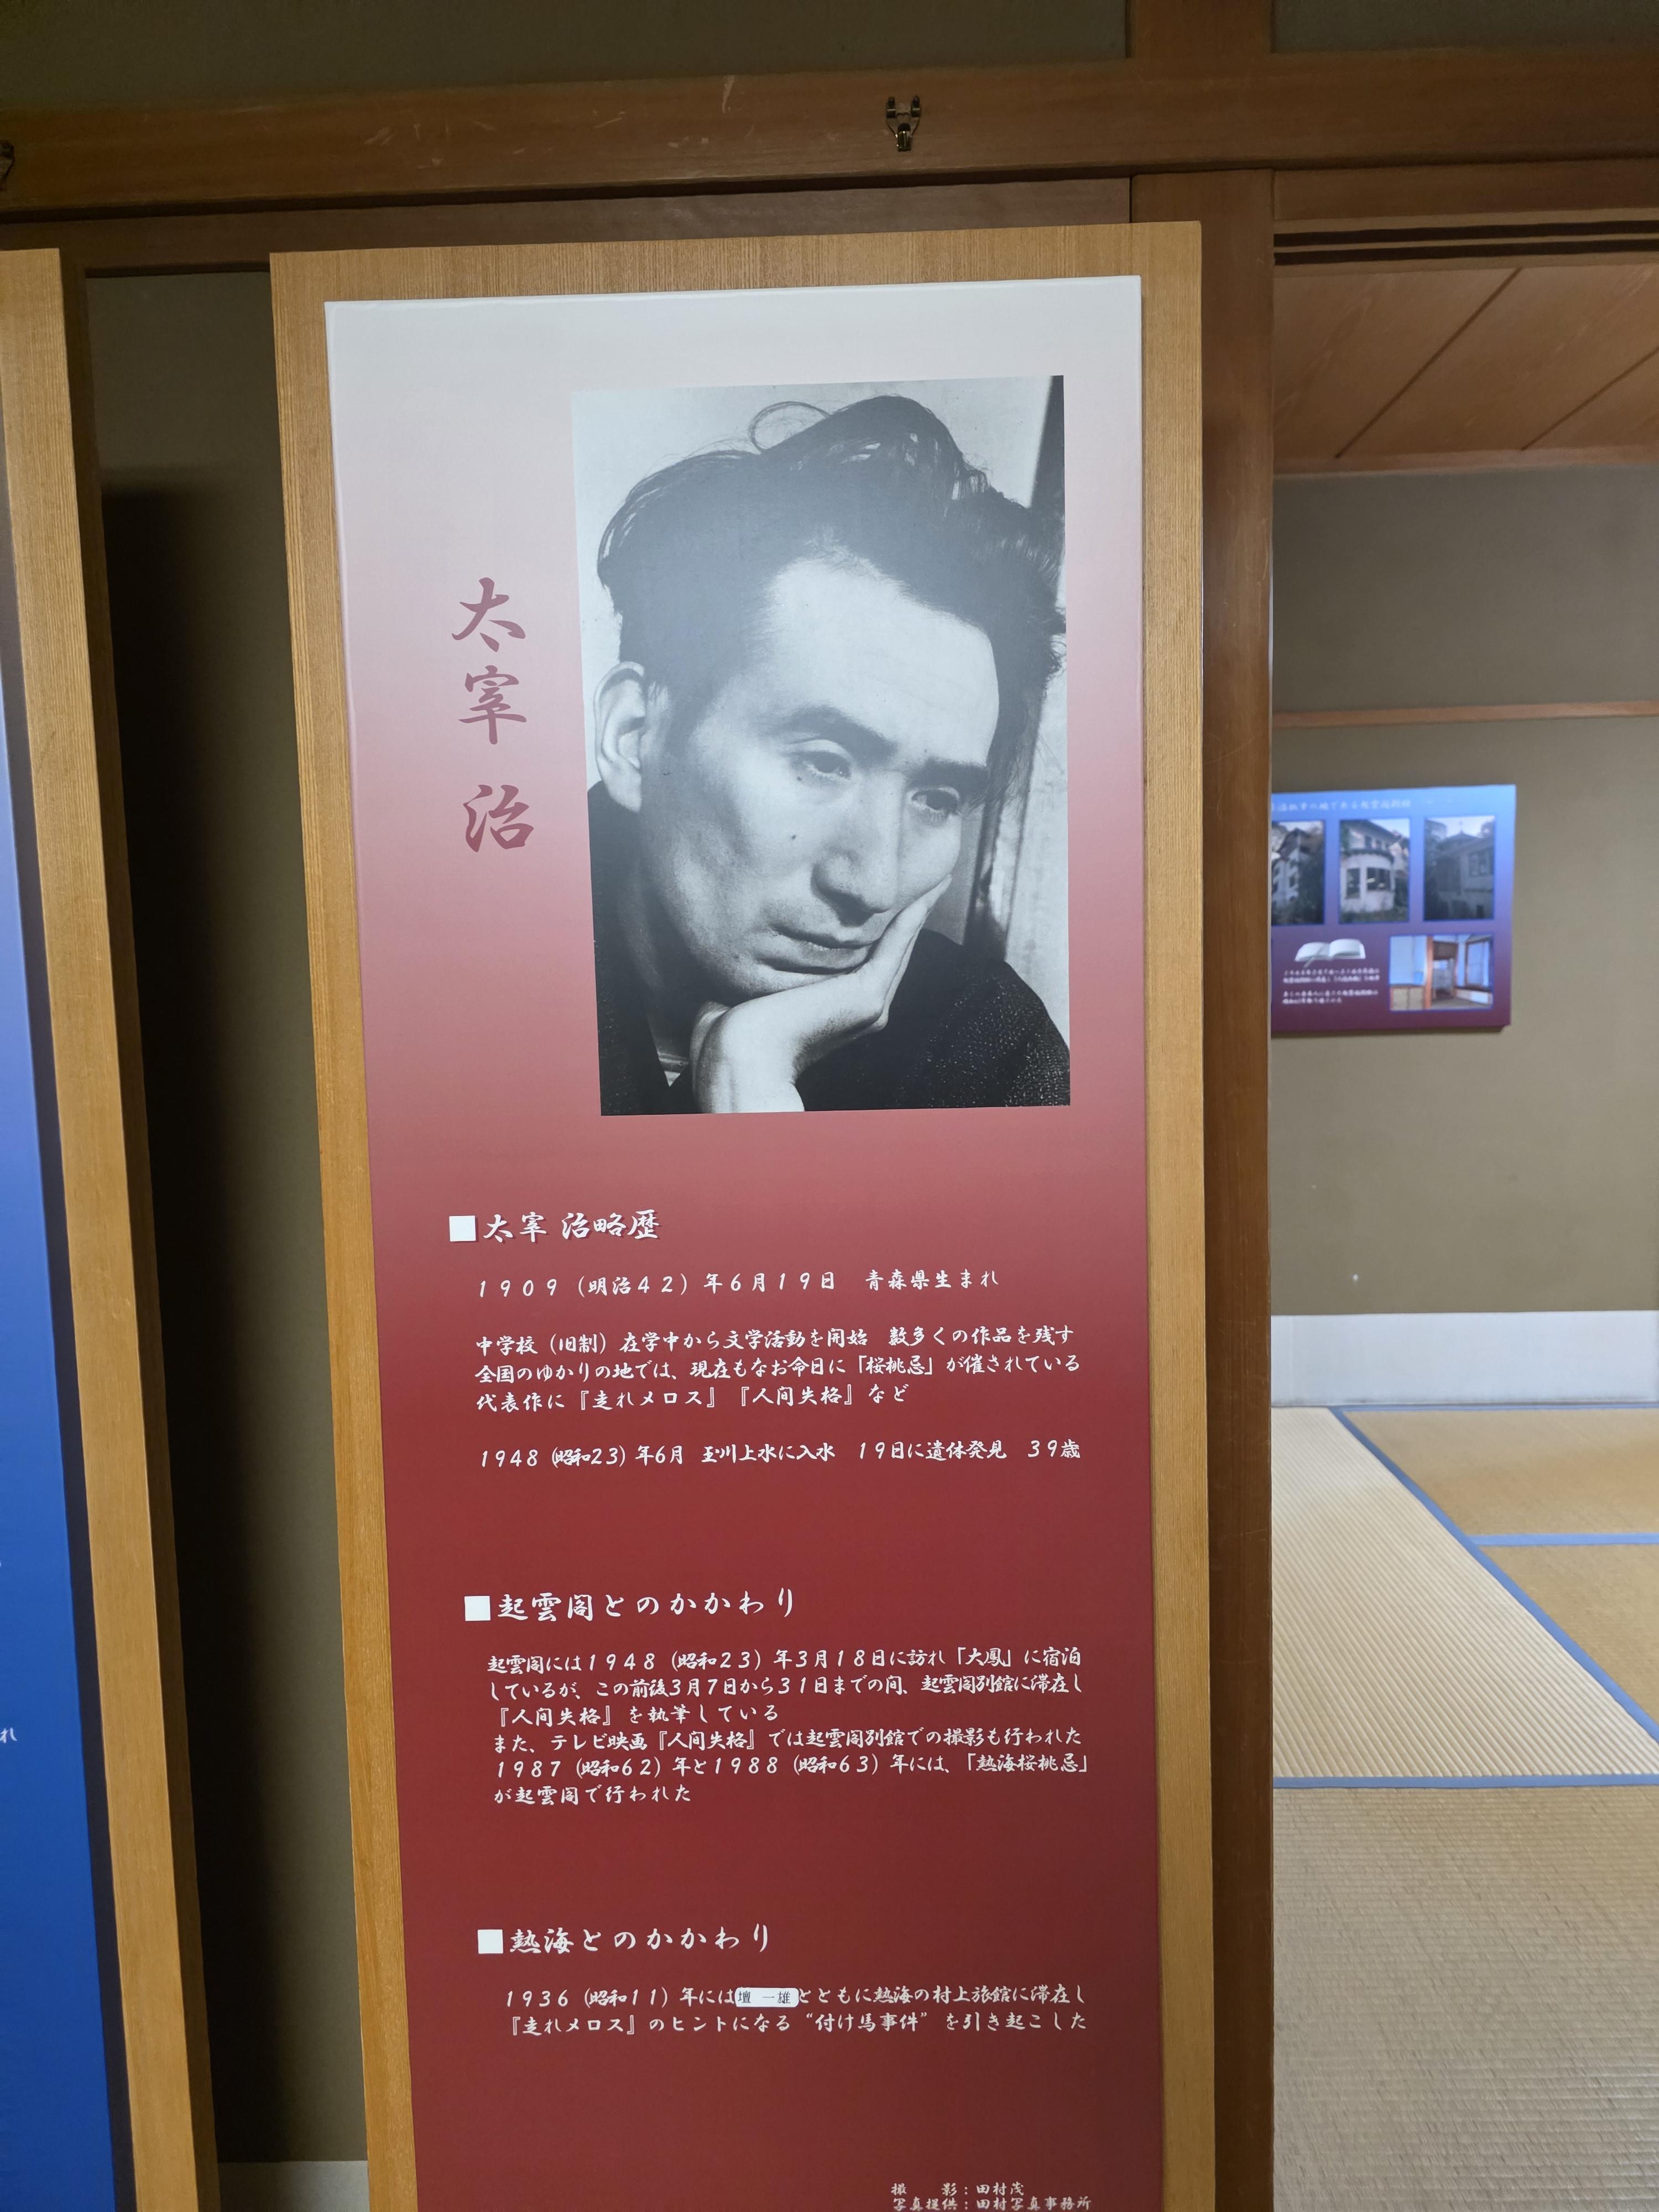 太宰 治
■太宰 治略歴
1909(明治42)年6月19日 青森県生まれ
中学校(旧制)在学中から文学活動を開始 数多くの作品を残す
全国のゆかりの地では、現在もなお命日に「桜桃忌」が催されている
代表作に『走れメロス』『人間失格』など
1948(昭和23)年6月 玉川上水に入水 19日に遺体発見 39歳
■起雲閣とのかかわり
起雲閣には1948(昭和23)年3月18日に訪れ「大鳳」に宿泊
しているが、この前後3月7日から31日までの間、起雲閣別館に滞在し
『人間失格』を執筆している
また、テレビ映画『人間失格』では起雲閣別館での撮影も行われた
1987(昭和62)年と1988(昭和63)年には、「熱海桜桃忌」
が起雲閣で行われた
■熱海とのかかわり
1936(昭和11)年には壇 一雄とともに熱海の村上旅館に滞在し
『走れメロス』のヒントになる“付け馬事件”を引き起こした
撮 影:田村茂
写真提供:田村写真事務所
れ